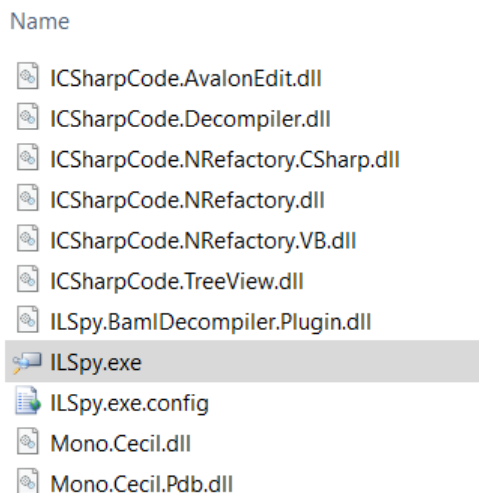 Name
ICSharpCode.AvalonEdit.dll
ICSharpCode.Decompiler.dll
ICSharpCode.NRefactory.CSharp.dll
ICSharpCode.NRefactory.dll
ICSharpCode.NRefactory.VB.dll
ICSharpCode.TreeView.dll
ILSpy.BamlDecompiler.Plugin.dll
ILSpy.exe
ILSpy.exe.config
Mono.Cecil.dll
Mono.Cecil.Pdb.dll